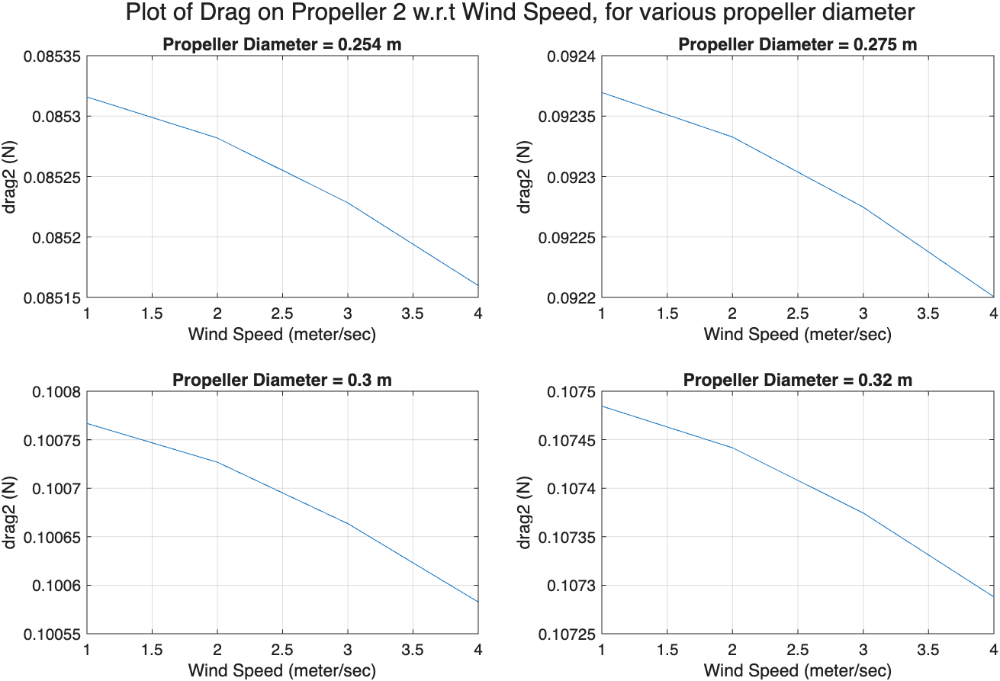 Plot of Drag on Propeller 2 w.r.t Wind Speed, for various propeller diameter
Propeller Diameter = 0.254 m
0.08535
0.0853
0.08525
0.0852
0.08515
drag2 (N)
1 1.5 2 2.5 3 3.5 4
Wind Speed (meter/sec)
Propeller Diameter = 0.275 m
0.0924
0.09235
0.0923
0.09225
0.0922
drag2 (N)
1 1.5 2 2.5 3 3.5 4
Wind Speed (meter/sec)
Propeller Diameter = 0.3 m
0.1008
0.10075
0.1007
0.10065
0.1006
0.10055
drag2 (N)
1 1.5 2 2.5 3 3.5 4
Wind Speed (meter/sec)
Propeller Diameter = 0.32 m
0.1075
0.10745
0.1074
0.10735
0.1073
0.10725
drag2 (N)
1 1.5 2 2.5 3 3.5 4
Wind Speed (meter/sec)